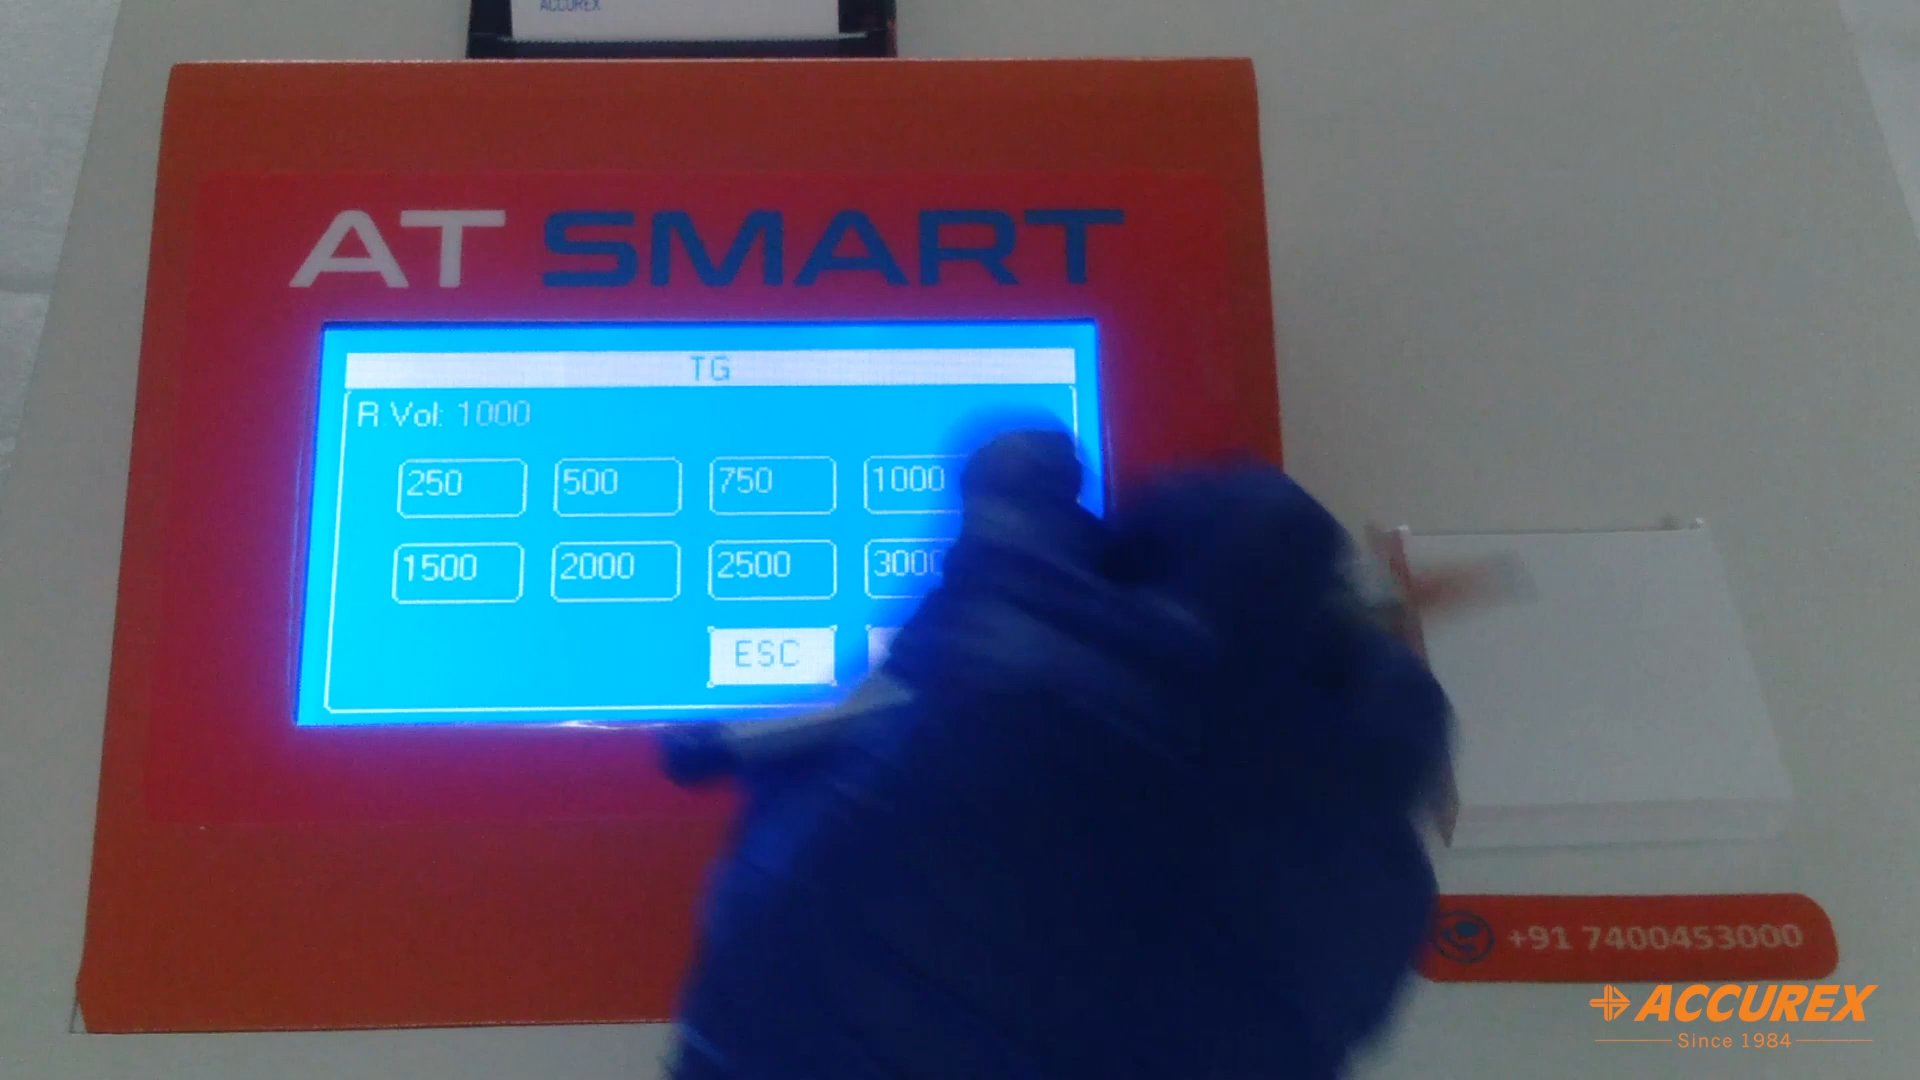 ACCUREX
AT SMART
TG
R.Vol: 1000
250 500 750 1000
1500 2000 2500 3000
ESC
+91 7400453000
ACCUREX
Since 1984